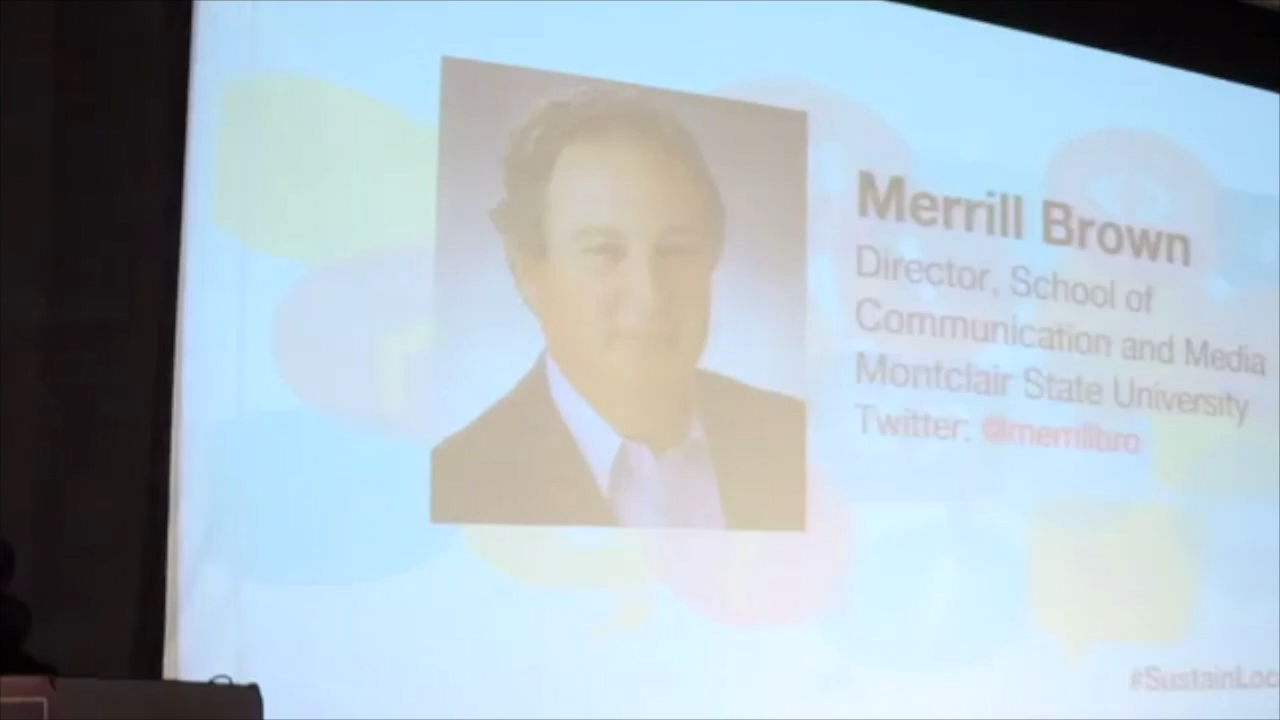 Merrill Brown
Director, School of
Communication and Media
Montclair State University
Twitter: @merrillbro
#SustainLoc